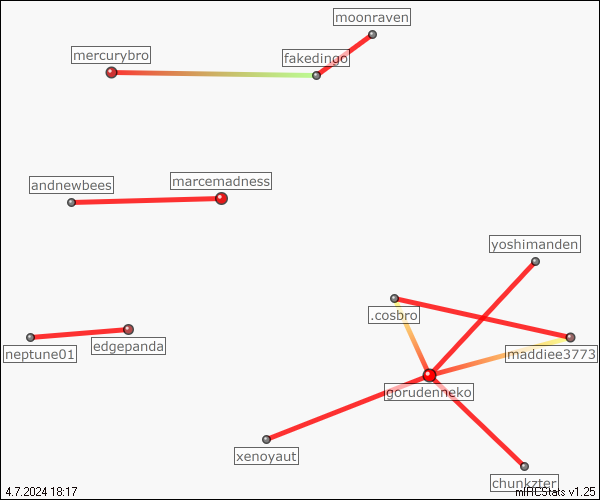 moonraven
mercurybro
fakedingo
marcemadness
andnewbees
yoshimanden
.cosbro
edgepanda
neptune01
maddiee3773
gorudenneko
xenoyaut
chunkzter
4.7.2024 18:17
mIRCStats v1.25